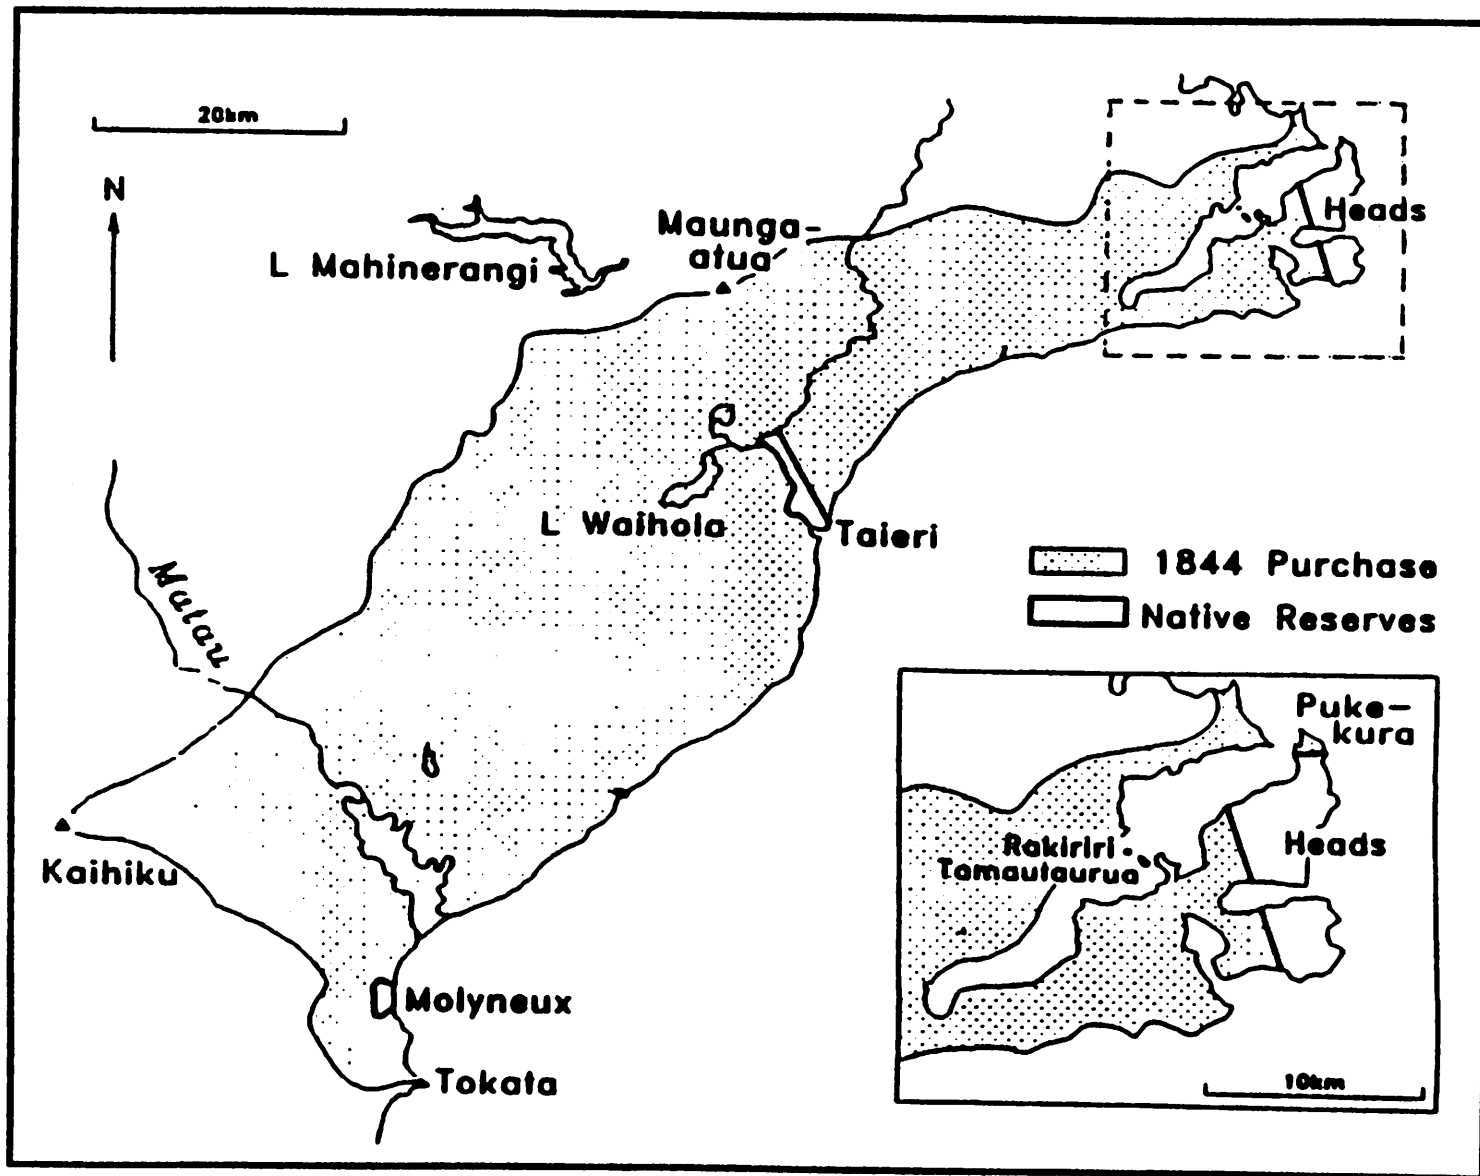 20km
N
Maunga-
atua
L Mahinerangi
Heads
L Waihola
Taieri
Matau
1844 Purchase
Native Reserves
Kaihiku
Molyneux
Tokata
Puke-
kura
Rakiriri
Tamautaurua
Heads
10km